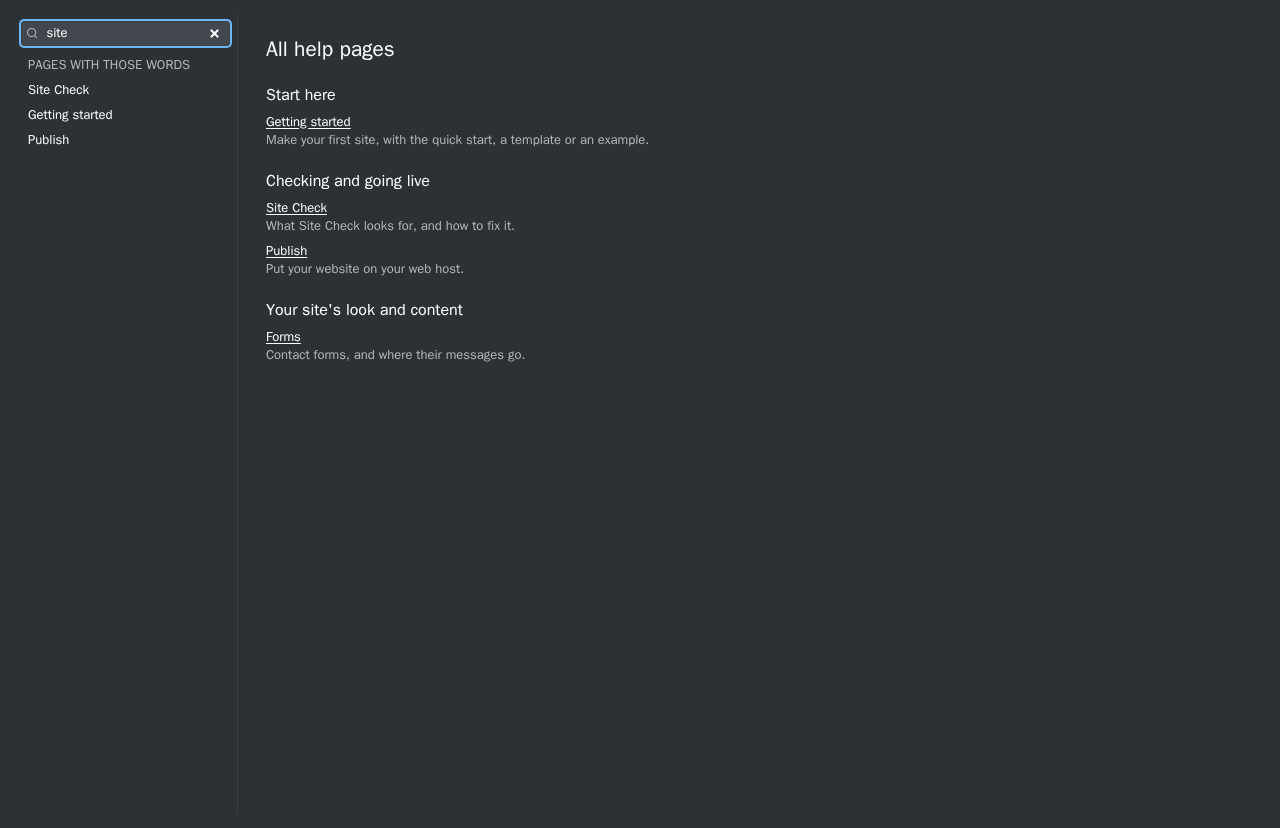 site
PAGES WITH THOSE WORDS
Site Check
Getting started
Publish
All help pages
Start here
Getting started
Make your first site, with the quick start, a template or an example.
Checking and going live
Site Check
What Site Check looks for, and how to fix it.
Publish
Put your website on your web host.
Your site's look and content
Forms
Contact forms, and where their messages go.